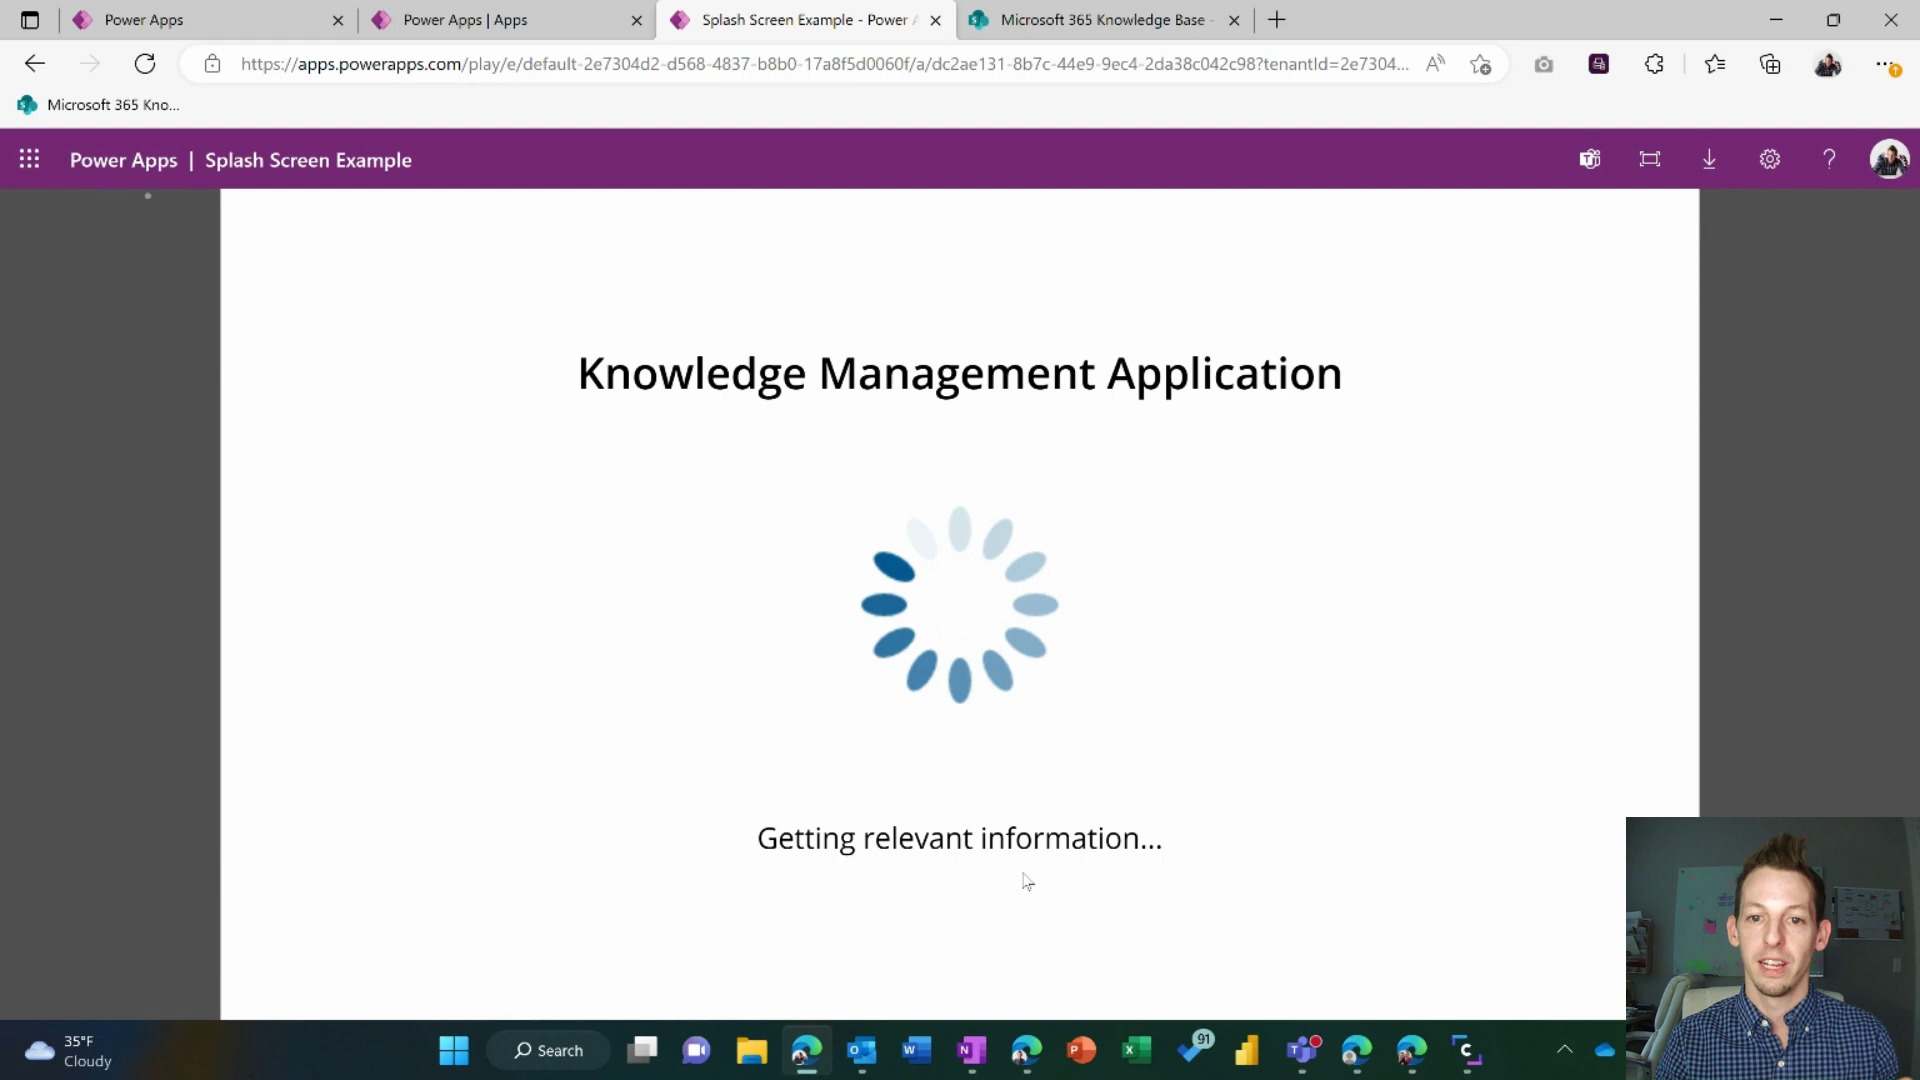 Power Apps
Power Apps | Apps
Splash Screen Example - Power
Microsoft 365 Knowledge Base -
https://apps.powerapps.com/play/e/default-2e7304d2-d568-4837-b8b0-17a8f5d0060f/a/dc2ae131-8b7c-44e9-9ec4-2da38c042c98?tenantId=2e7304...
Microsoft 365 Kno...
Power Apps | Splash Screen Example
Knowledge Management Application
Getting relevant information...
35°F
Cloudy
Search
91